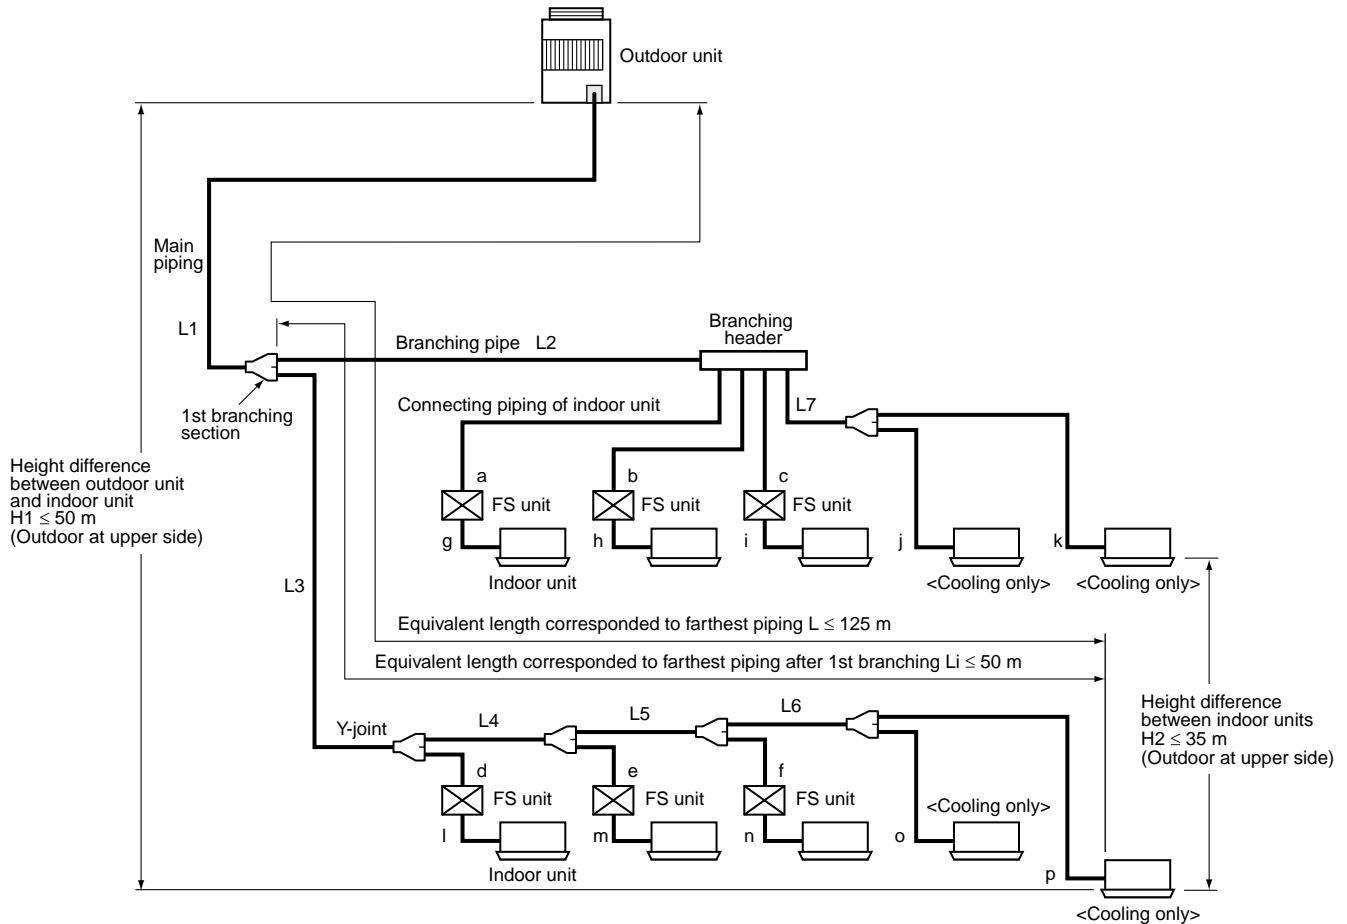 Outdoor unit
Main
piping
L1
Branching pipe L2
Branching
header
1st branching
section
Connecting piping of indoor unit
L7
Height difference
between outdoor unit
and indoor unit
H1 ≤ 50 m
(Outdoor at upper side)
a
b
c
FS unit
FS unit
FS unit
g
h
i
j
k
Indoor unit
<Cooling only>
<Cooling only>
L3
Equivalent length corresponded to farthest piping L ≤ 125 m
Equivalent length corresponded to farthest piping after 1st branching Li ≤ 50 m
Height difference
between indoor units
H2 ≤ 35 m
(Outdoor at upper side)
Y-joint
L4
L5
L6
d
e
f
FS unit
FS unit
FS unit
<Cooling only>
l
m
n
o
p
Indoor unit
<Cooling only>